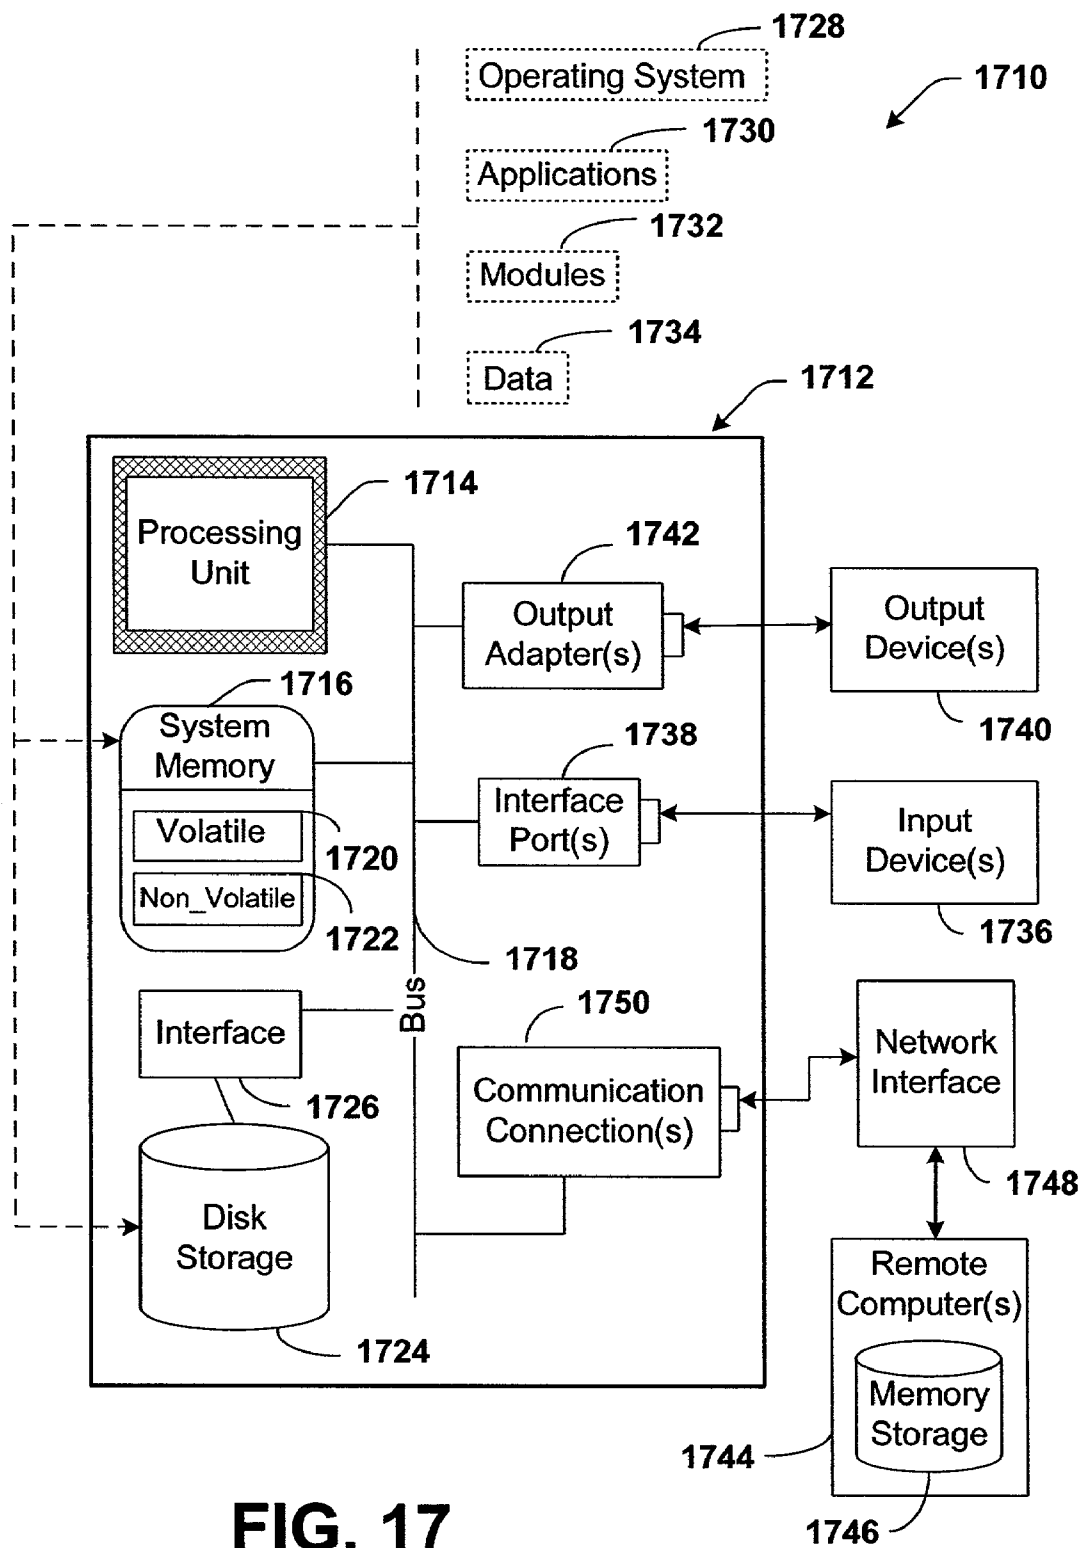 1728
Operating System
1710
1730
Applications
1732
Modules
1734
Data
1712
1714
Processing
Unit
1742
Output
Adapter(s)
Output
Device(s)
1740
1716
System
Memory
Volatile
1720
Non_Volatile
1722
1738
Interface
Port(s)
Input
Device(s)
1736
1718
Bus
1750
Interface
1726
Communication
Connection(s)
Network
Interface
1748
Disk
Storage
1724
Remote
Computer(s)
Memory
Storage
1744
1746
FIG. 17